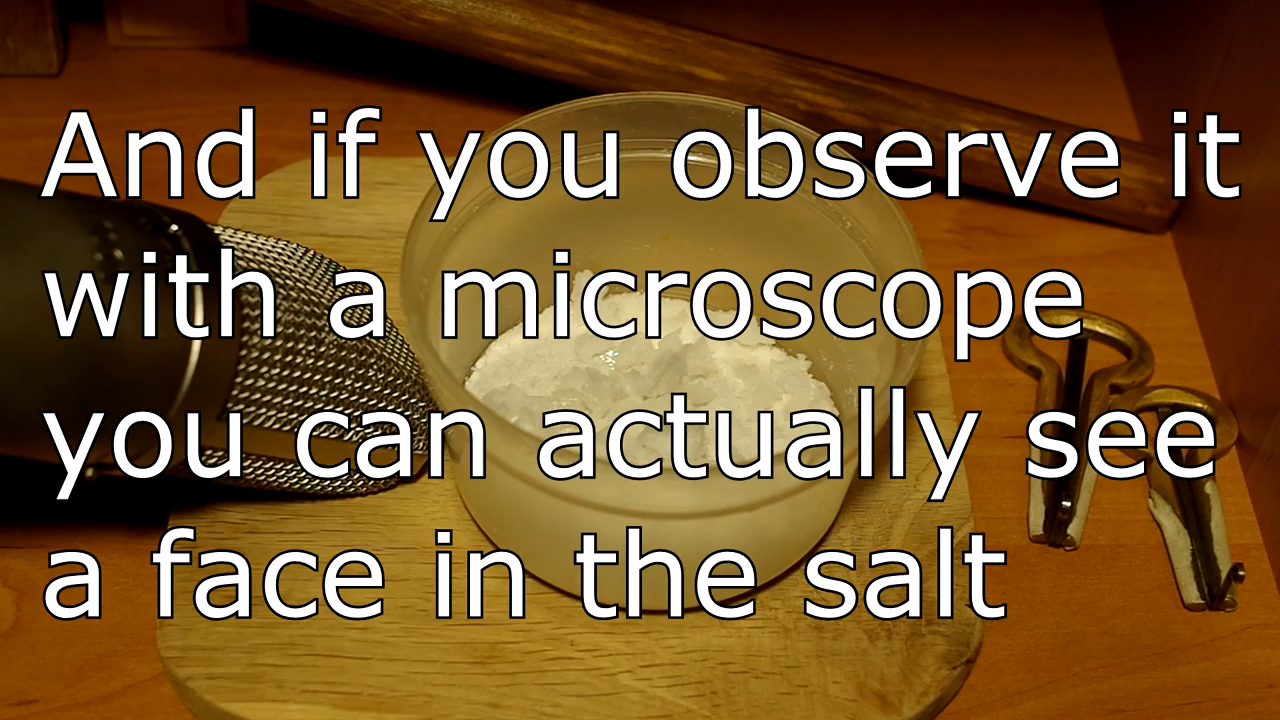 And if you observe it
with a microscope
you can actually see
a face in the salt